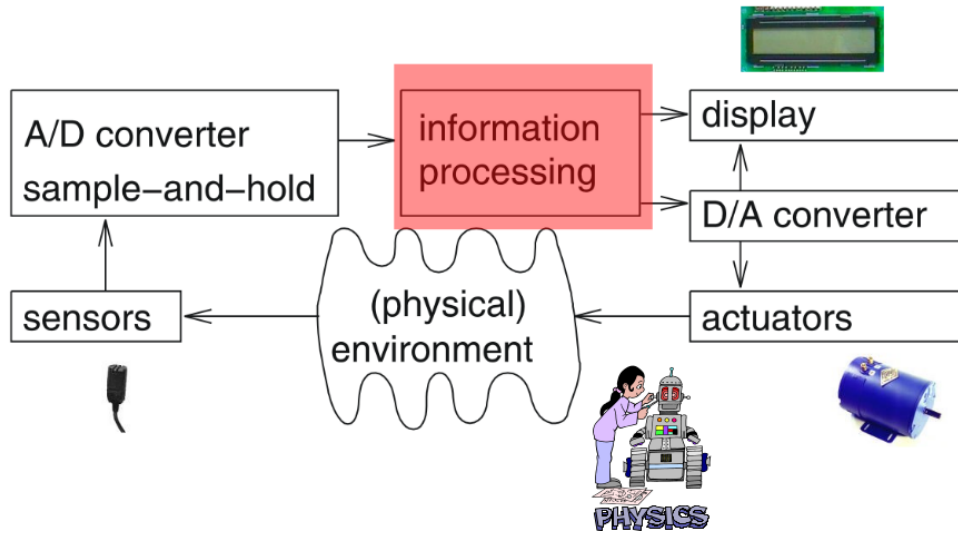 A/D converter
sample−and−hold
information
processing
display
D/A converter
sensors
(physical)
environment
actuators
PHYSICS